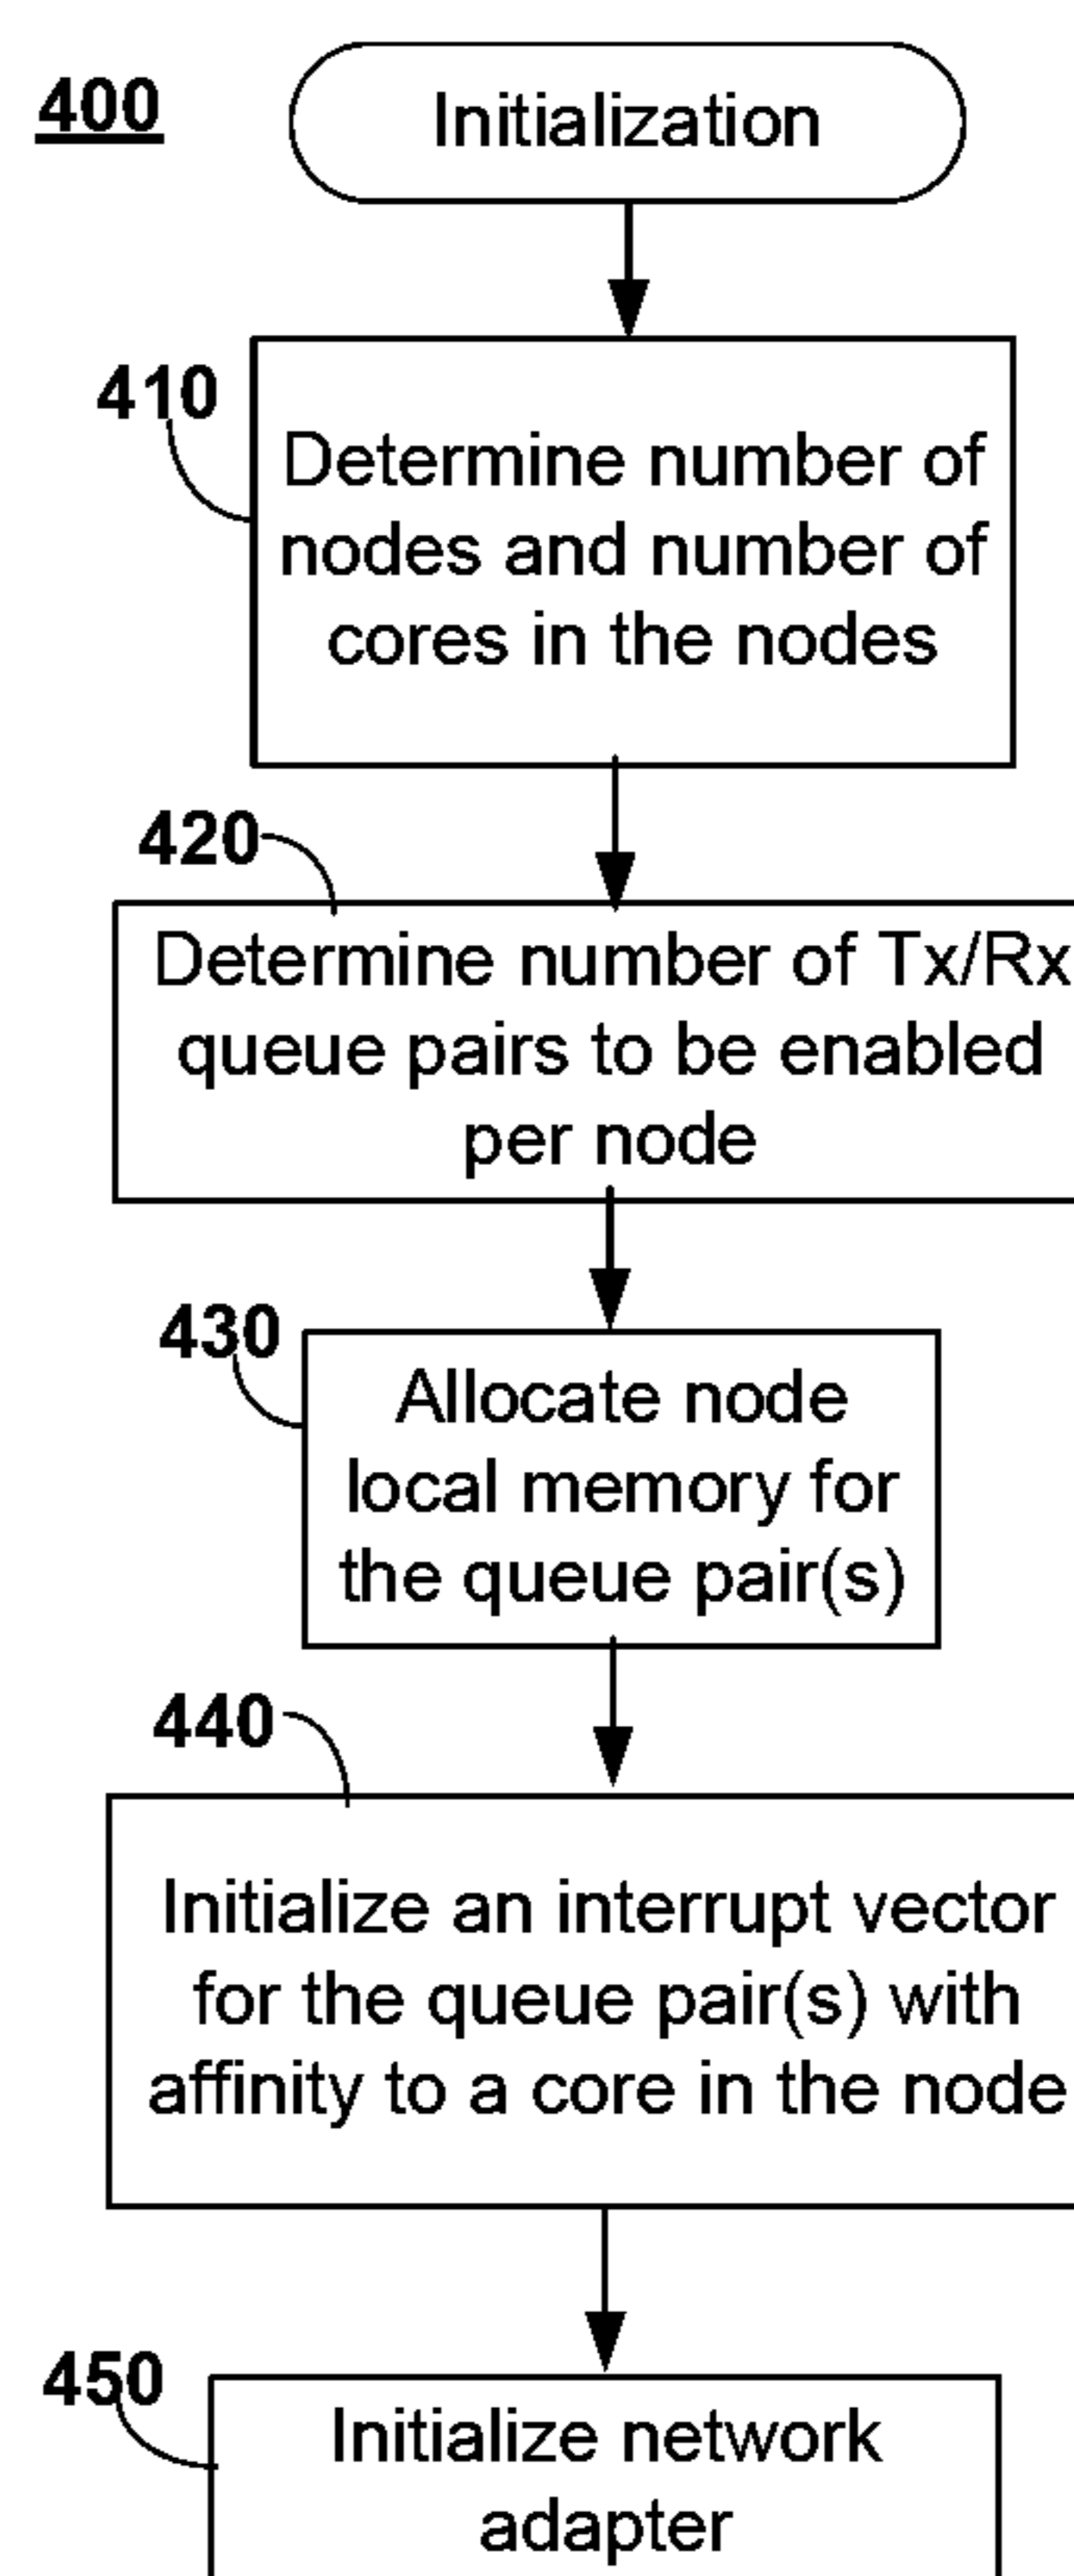 400
Initialization
410
Determine number of
nodes and number of
cores in the nodes
420
Determine number of Tx/Rx
queue pairs to be enabled
per node
430
Allocate node
local memory for
the queue pair(s)
440
Initialize an interrupt vector
for the queue pair(s) with
affinity to a core in the node
450
Initialize network
adapter